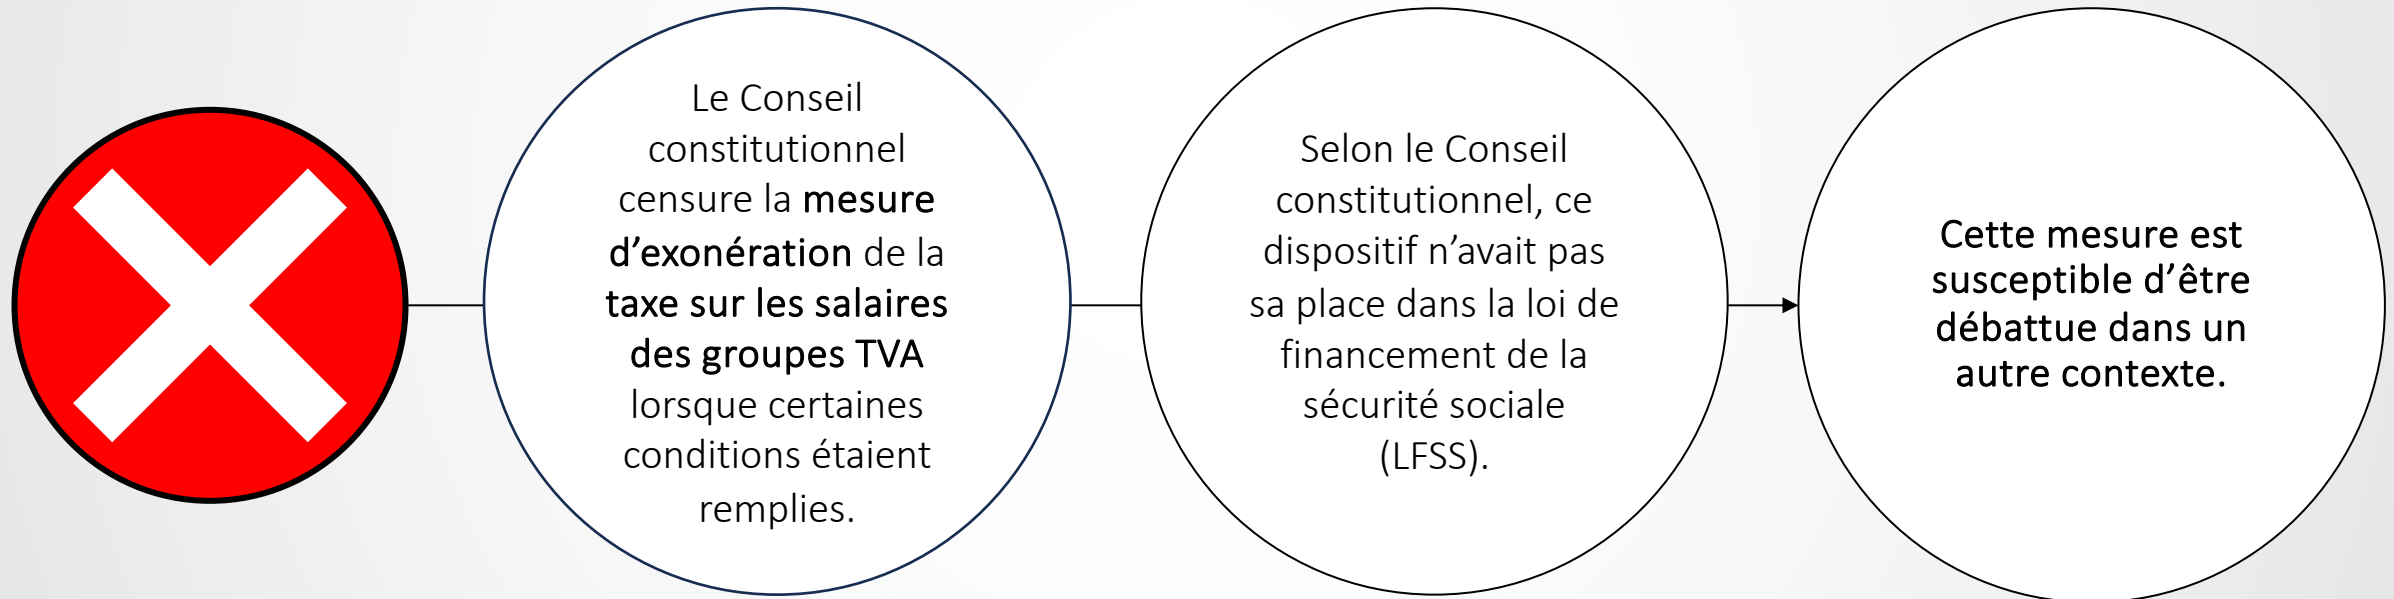 Le Conseil
constitutionnel
censure la mesure
d’exonération de la
taxe sur les salaires
des groupes TVA
lorsque certaines
conditions étaient
remplies.
Selon le Conseil
constitutionnel, ce
dispositif n’avait pas
sa place dans la loi de
financement de la
sécurité sociale
(LFSS).
Cette mesure est
susceptible d’être
débattue dans un
autre contexte.